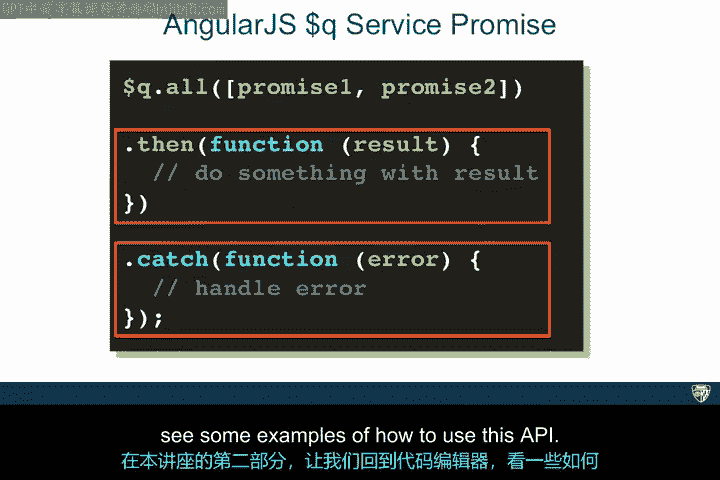 AngularJS $q Service Promise
$q.all([promise1, promise2])
.then(function (result) {
// do something with result
})
.catch(function (error) {
// handle error
});
see some examples of how to use this API.
在本讲座的第二部分，让我们回到代码编辑器，看一些如何